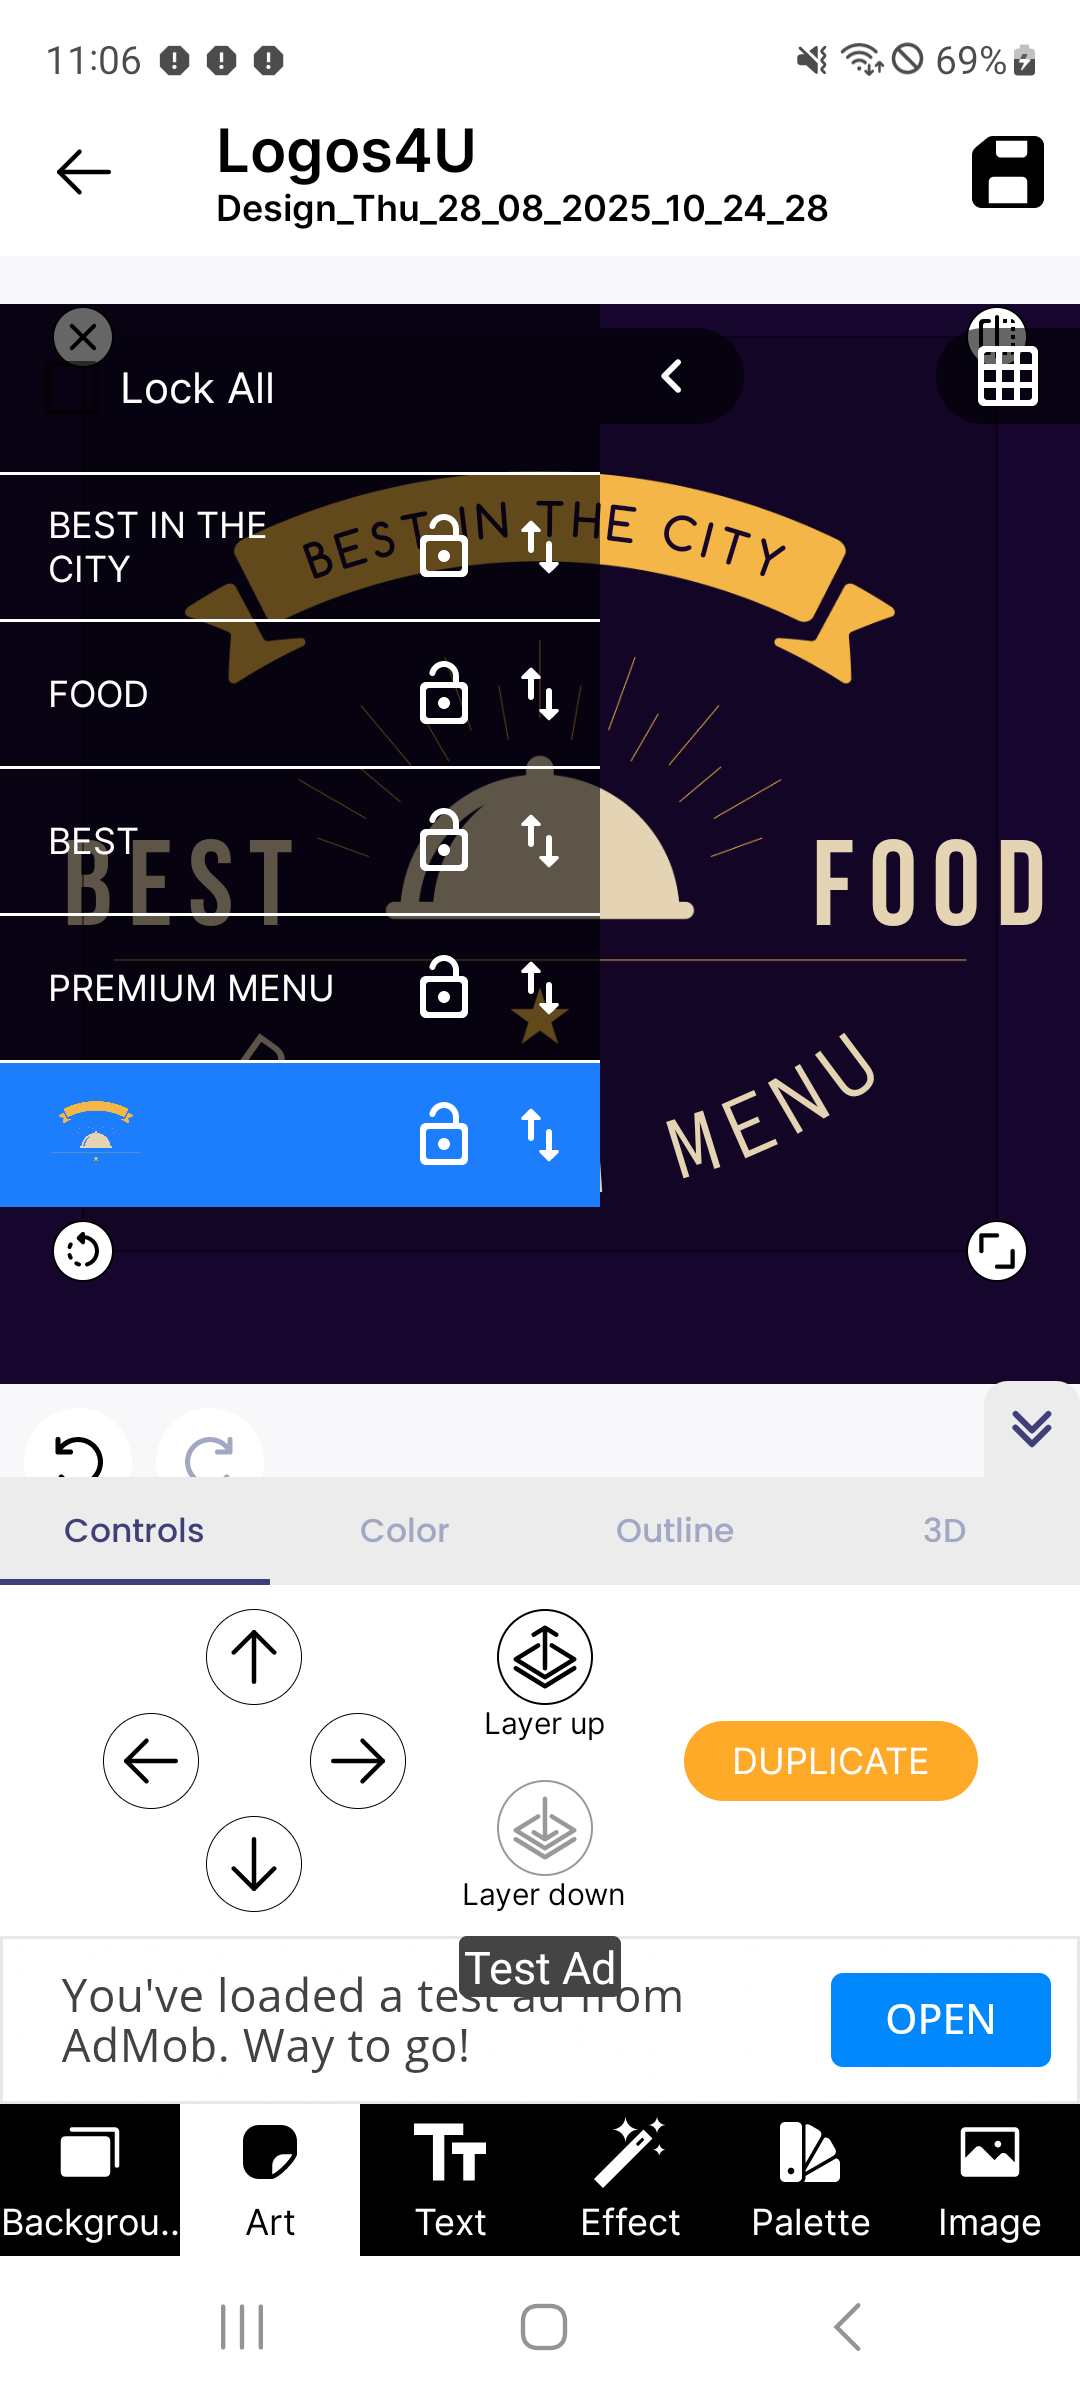 11:06
69%
Logos4U
Design_Thu_28_08_2025_10_24_28
Lock All
BEST IN THE CITY
BEST IN THE
CITY
FOOD
BEST
BEST
FOOD
PREMIUM MENU
MENU
Controls
Color
Outline
3D
Layer up
DUPLICATE
Layer down
Test Ad
You've loaded a test ad from
AdMob. Way to go!
OPEN
Backgrou..
Art
Text
Effect
Palette
Image